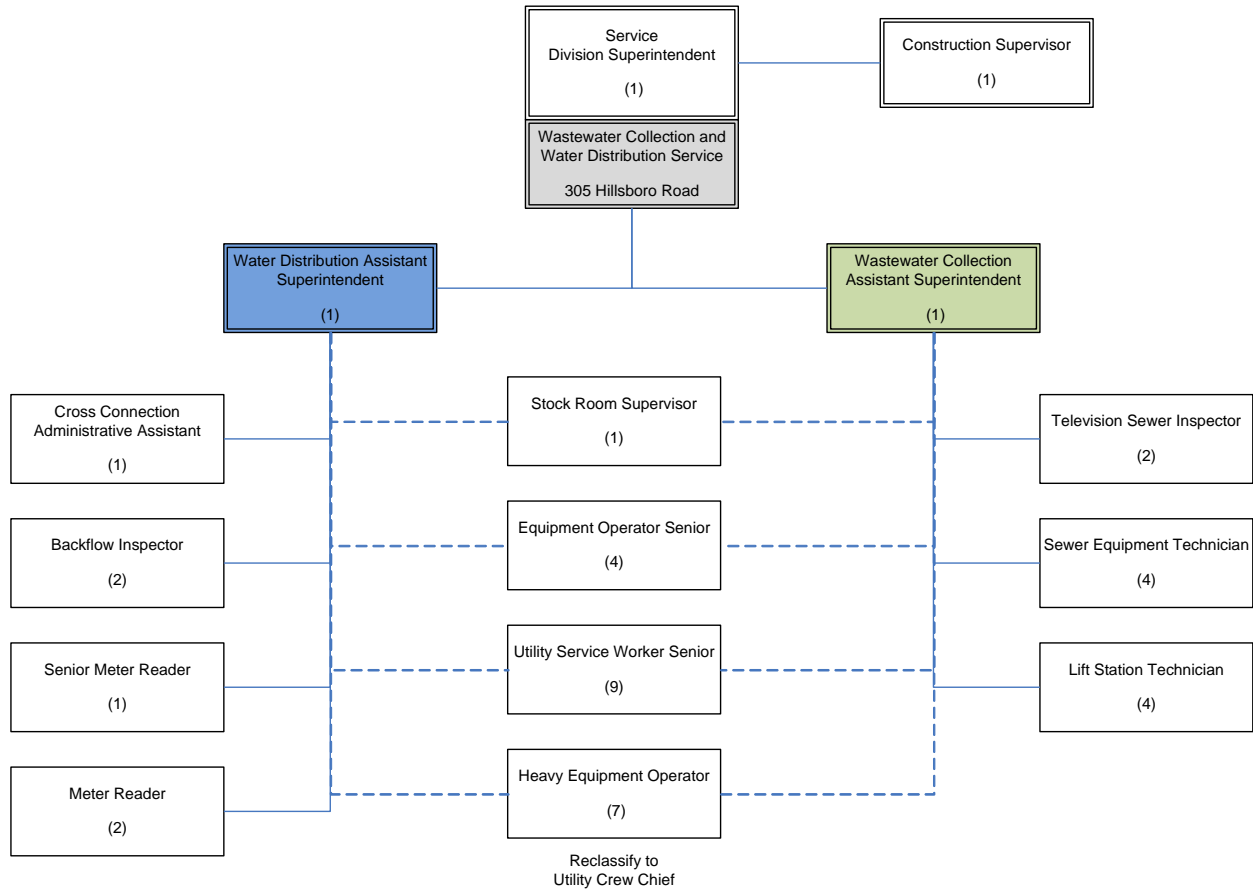 Service
Division Superintendent
(1)
Construction Supervisor
(1)
Wastewater Collection and
Water Distribution Service
305 Hillsboro Road
Water Distribution Assistant
Superintendent
(1)
Wastewater Collection
Assistant Superintendent
(1)
Cross Connection
Administrative Assistant
(1)
Stock Room Supervisor
(1)
Television Sewer Inspector
(2)
Backflow Inspector
(2)
Equipment Operator Senior
(4)
Sewer Equipment Technician
(4)
Senior Meter Reader
(1)
Utility Service Worker Senior
(9)
Lift Station Technician
(4)
Meter Reader
(2)
Heavy Equipment Operator
(7)
Reclassify to
Utility Crew Chief